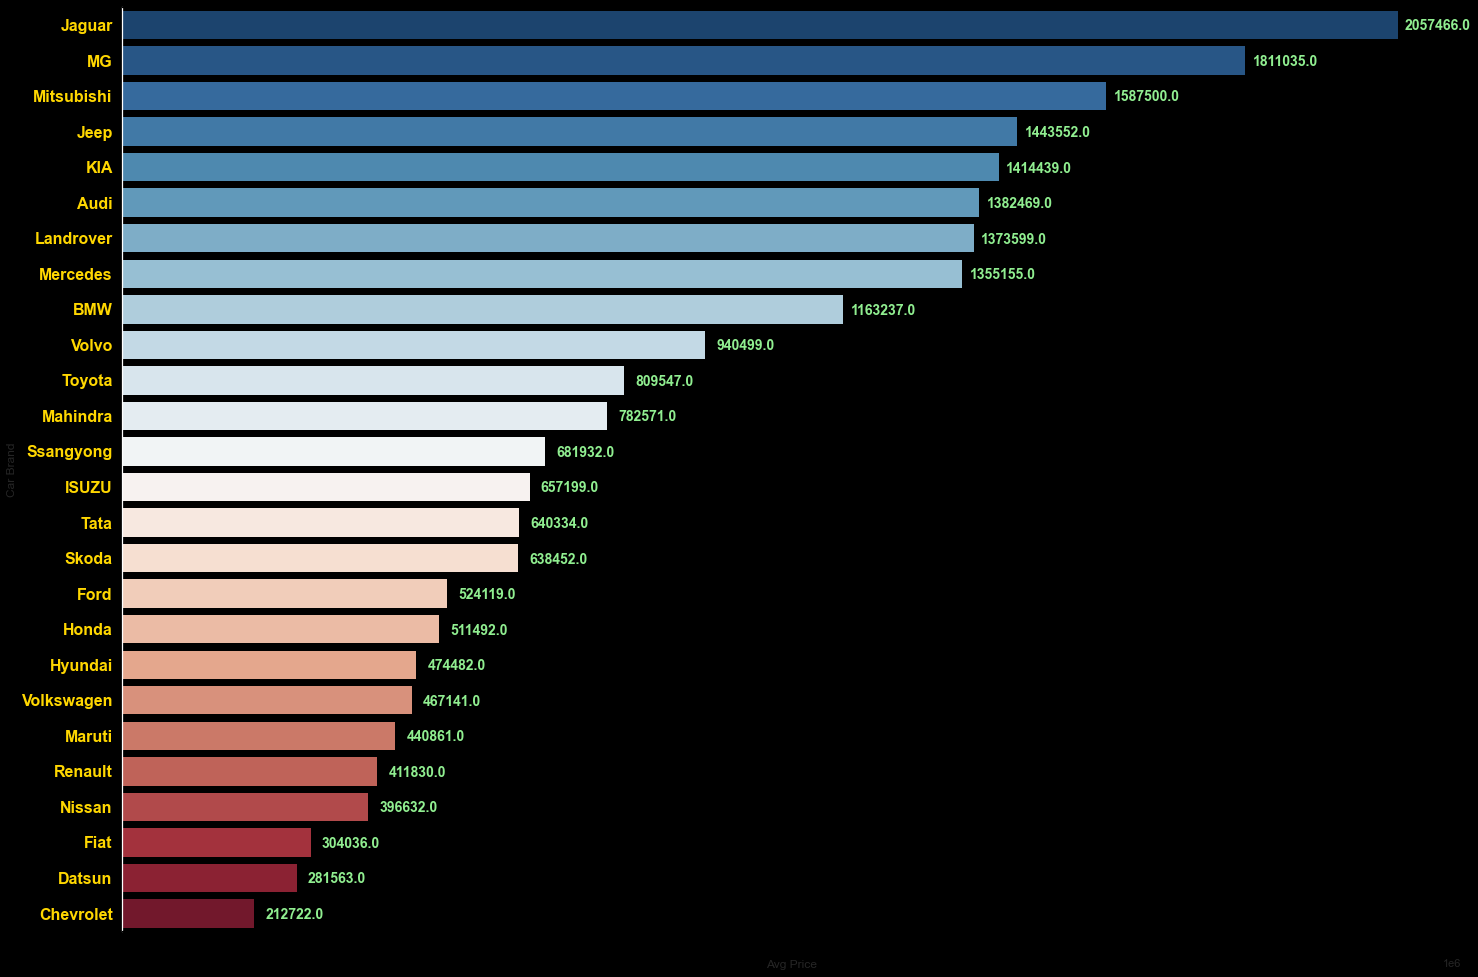 Jaguar 2057466.0
MG 1811035.0
Mitsubishi 1587500.0
Jeep 1443552.0
KIA 1414439.0
Audi 1382469.0
Landrover 1373599.0
Mercedes 1355155.0
BMW 1163237.0
Volvo 940499.0
Toyota 809547.0
Mahindra 782571.0
Ssangyong 681932.0
ISUZU 657199.0
Tata 640334.0
Skoda 638452.0
Ford 524119.0
Honda 511492.0
Hyundai 474482.0
Volkswagen 467141.0
Maruti 440861.0
Renault 411830.0
Nissan 396632.0
Fiat 304036.0
Datsun 281563.0
Chevrolet 212722.0
Car Brand
Avg Price
1e6